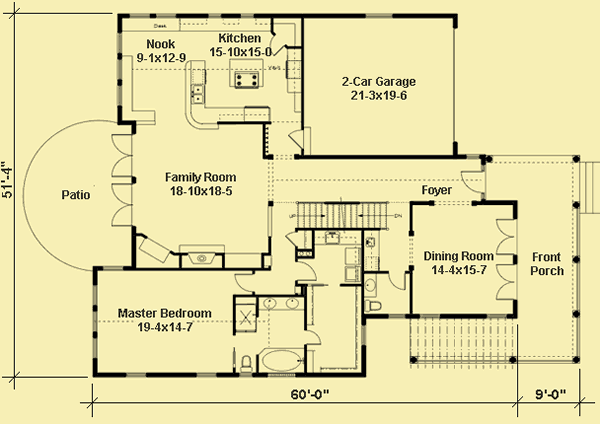 Desk
Nook
9-1x12-9
Kitchen
15-10x15-0
2-Car Garage
21-3x19-6
51'-4"
Patio
Family Room
18-10x18-5
Foyer
UP
DN
Dining Room
14-4x15-7
Front
Porch
Master Bedroom
19-4x14-7
60'-0"
9'-0"